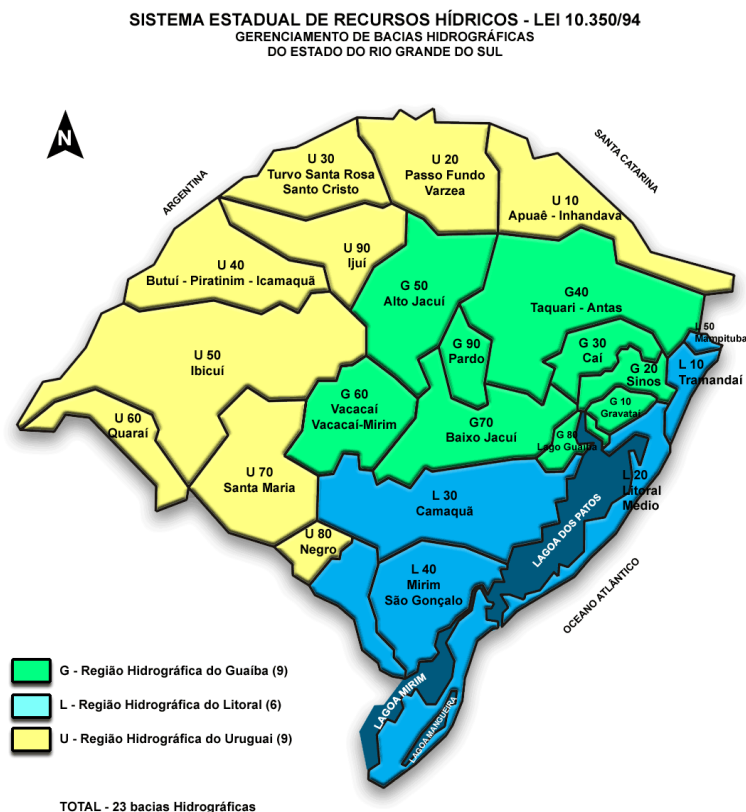 SISTEMA ESTADUAL DE RECURSOS HÍDRICOS - LEI 10.350/94
GERENCIAMENTO DE BACIAS HIDROGRÁFICAS
DO ESTADO DO RIO GRANDE DO SUL
N
ARGENTINA
SANTA CATARINA
U 30
Turvo Santa Rosa
Santo Cristo
U 20
Passo Fundo
Varzea
U 10
Apuaê - Inhandava
U 40
Butuí - Piratinim - Icamaquã
U 90
Ijuí
G 50
Alto Jacuí
G40
Taquari - Antas
L 50
Mampituba
U 50
Ibicuí
G 90
Pardo
G 30
Caí
G 20
Sinos
L 10
Tramandaí
G 60
Vacacaí
Vacacaí-Mirim
G 10
Gravataí
U 60
Quaraí
G70
Baixo Jacuí
G 80
Lago Guaíba
U 70
Santa Maria
L 20
Litoral
Médio
L 30
Camaquã
LAGOA DOS PATOS
U 80
Negro
L 40
Mirim
São Gonçalo
OCEANO ATLÂNTICO
LAGOA MIRIM
LAGOA MANGUEIRA
G - Região Hidrográfica do Guaíba (9)
L - Região Hidrográfica do Litoral (6)
U - Região Hidrográfica do Uruguai (9)
TOTAL - 23 bacias Hidrográficas